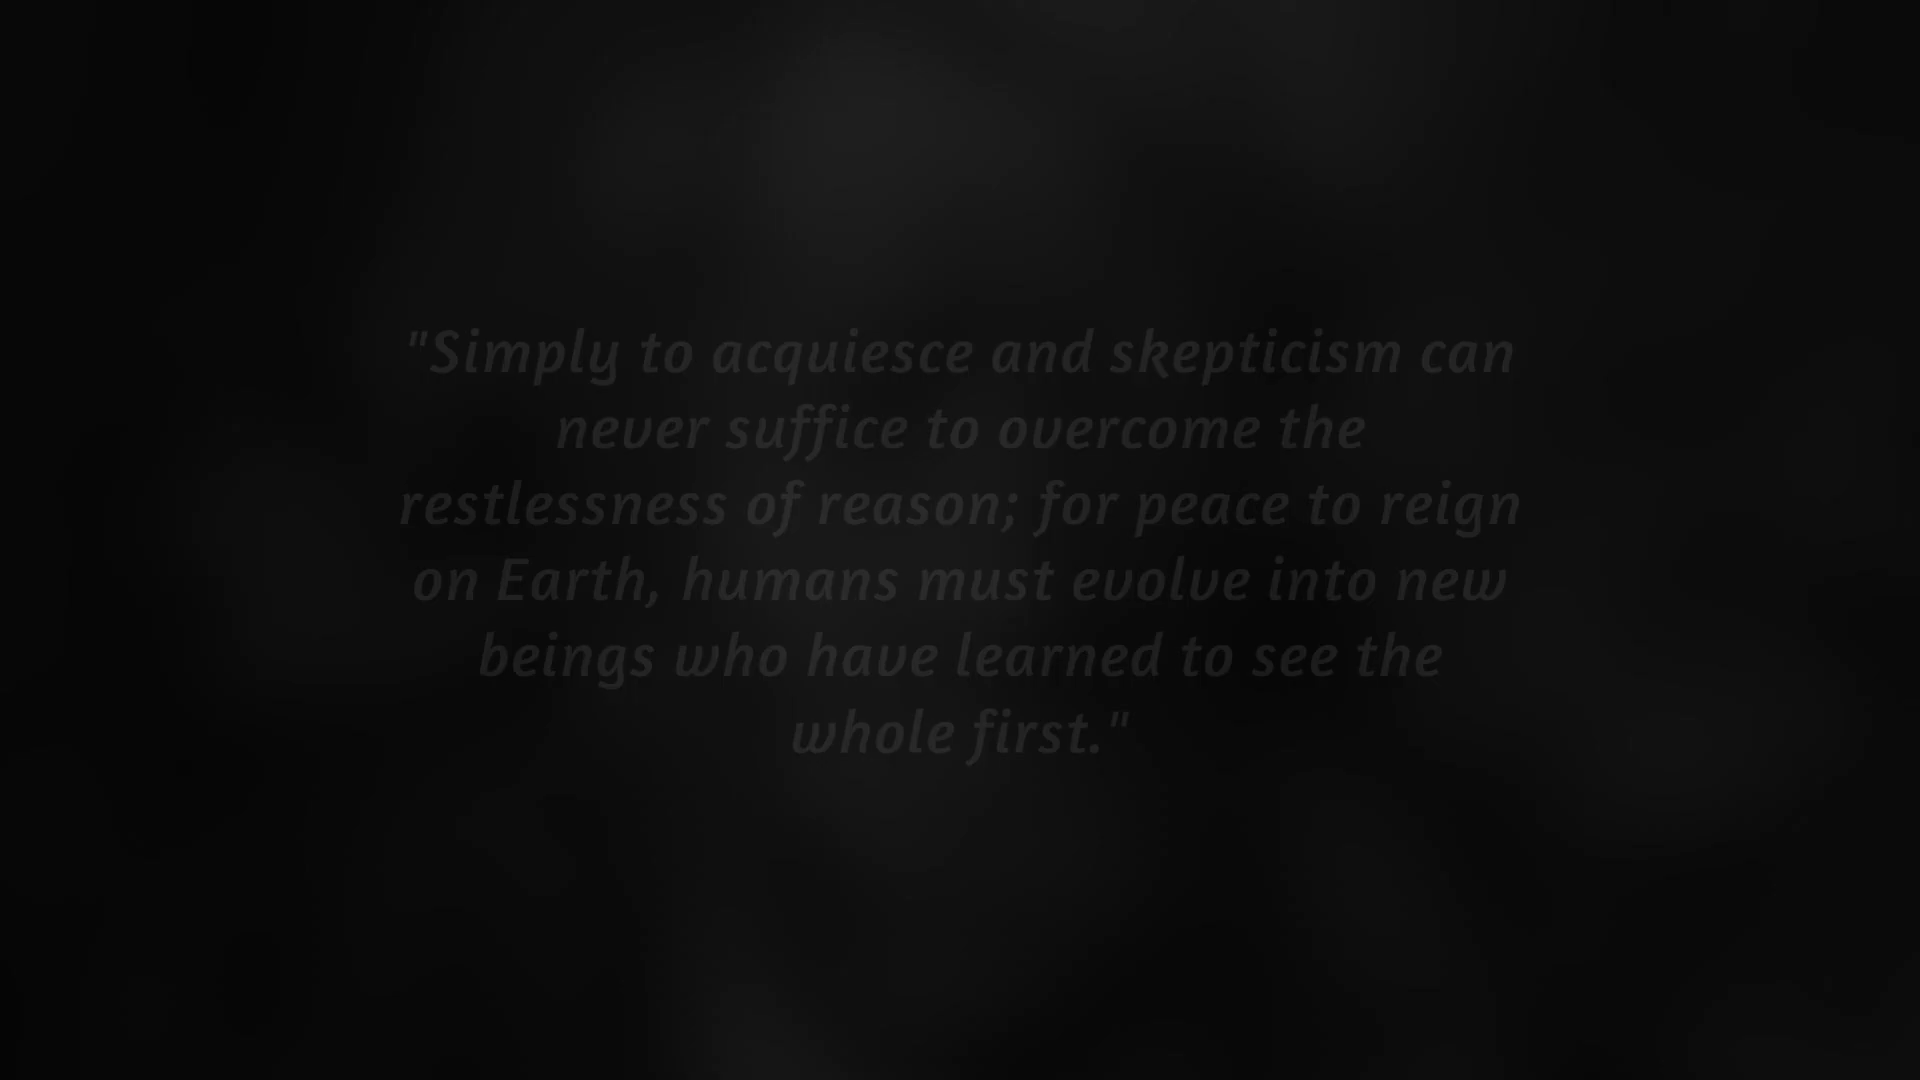 "Simply to acquiesce and skepticism can
never suffice to overcome the
restlessness of reason; for peace to reign
on Earth, humans must evolve into new
beings who have learned to see the
whole first."